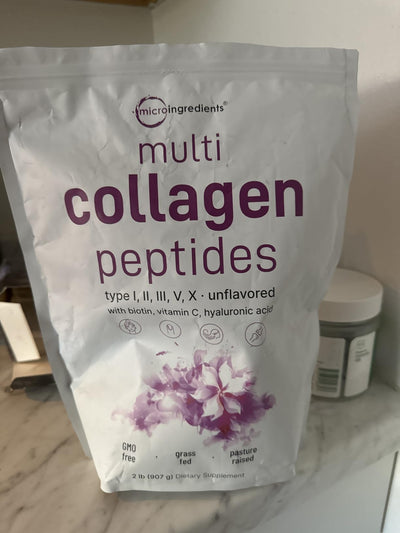 microingredients®
multi
collagen
peptides
type I, II, III, V, X · unflavored
with biotin, vitamin C, hyaluronic acid
GMO
free
·
grass
fed
·
pasture
raised
2 lb (907 g) Dietary Supplement